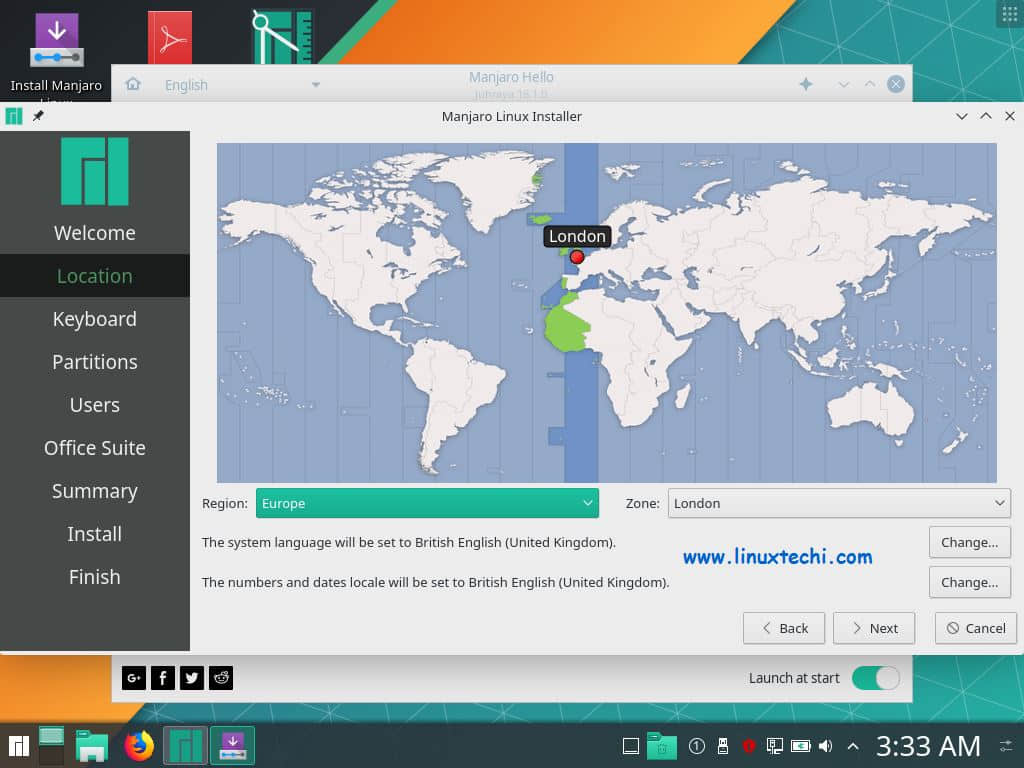 Install Manjaro
Linux
English
Manjaro Hello
Manjaro Linux Installer
Welcome
Location
Keyboard
Partitions
Users
Office Suite
Summary
Install
Finish
London
Region:
Europe
Zone:
London
The system language will be set to British English (United Kingdom).
Change...
www.linuxtechi.com
The numbers and dates locale will be set to British English (United Kingdom).
Change...
Back
Next
Cancel
G+
Launch at start
1
3:33 AM